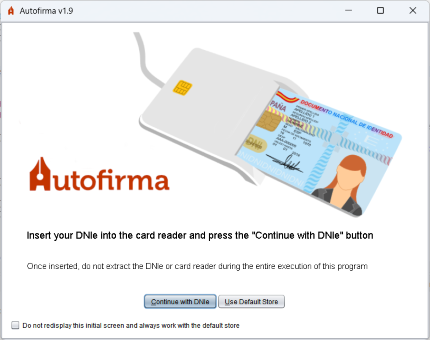 Autofirma v1.9
DOCUMENTO NACIONAL DE IDENTIDAD
Autofirma
Insert your DNIe into the card reader and press the "Continue with DNIe" button
Once inserted, do not extract the DNIe or card reader during the entire execution of this program
Continue with DNIe
Use Default Store
Do not redisplay this initial screen and always work with the default store